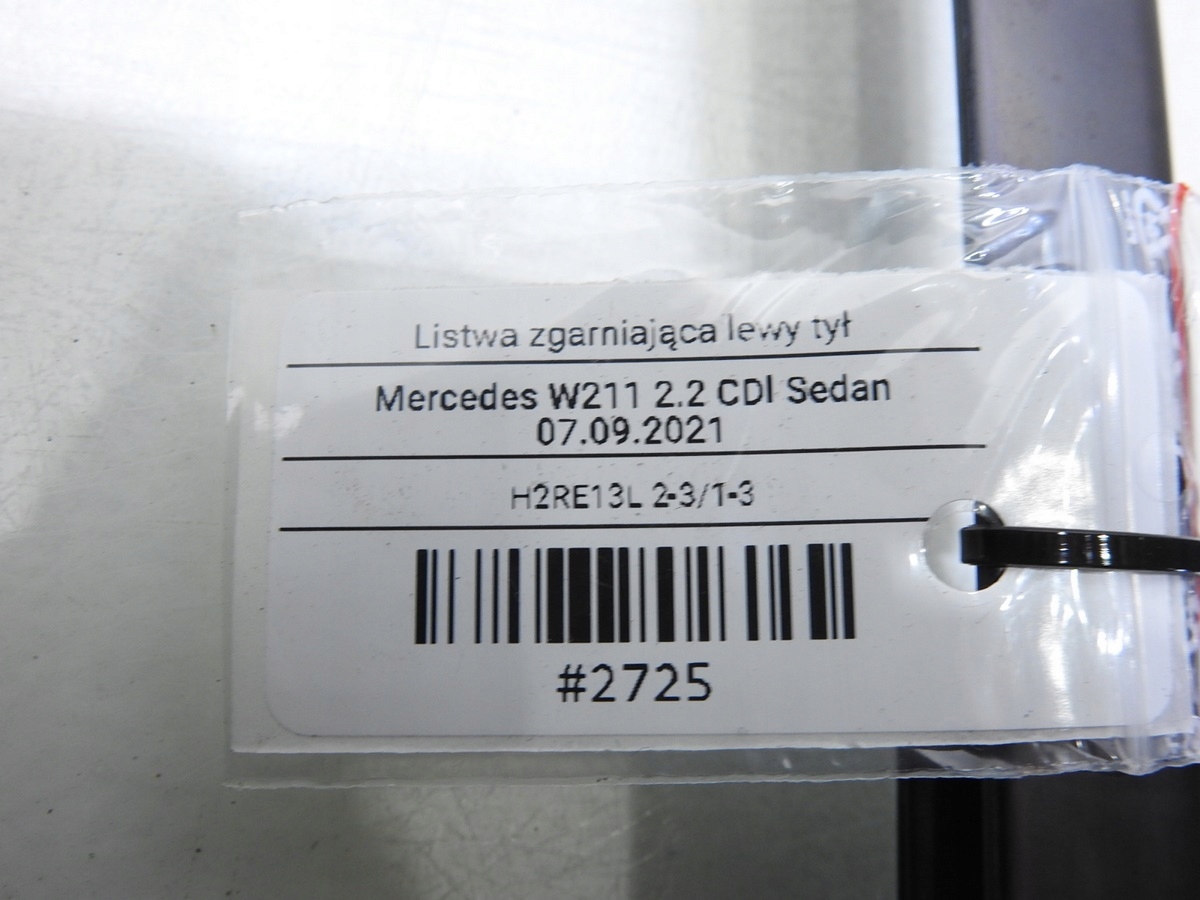 Listwa zgarniająca lewy tył
Mercedes W211 2.2 CDI Sedan
07.09.2021
H2RE13L 2-3/1-3
#2725